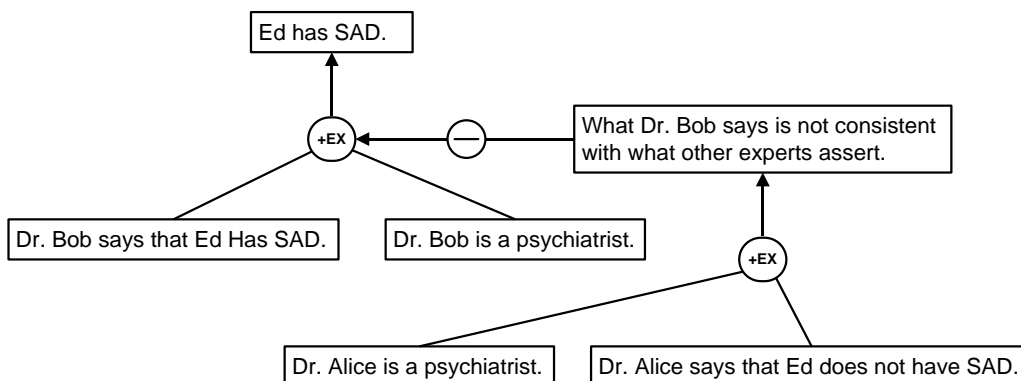 Ed has SAD.
+EX
What Dr. Bob says is not consistent
with what other experts assert.
Dr. Bob says that Ed Has SAD.
Dr. Bob is a psychiatrist.
+EX
Dr. Alice is a psychiatrist.
Dr. Alice says that Ed does not have SAD.